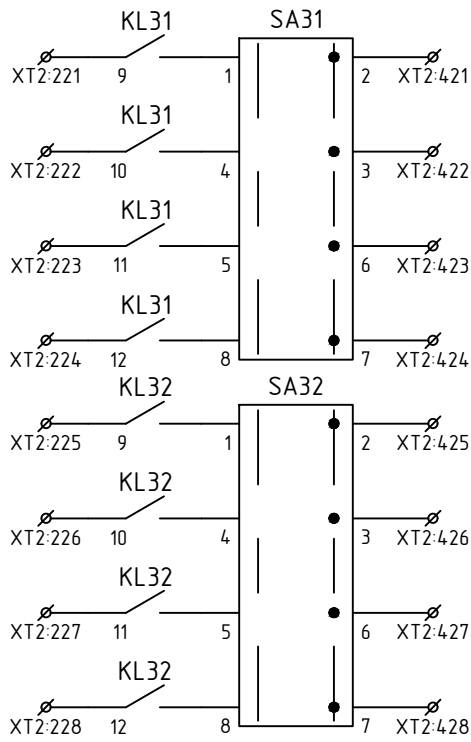 KL31 SA31
XT2:221 9 1 2 XT2:421
KL31
XT2:222 10 4 3 XT2:422
KL31
XT2:223 11 5 6 XT2:423
KL31
XT2:224 12 8 7 XT2:424
KL32 SA32
XT2:225 9 1 2 XT2:425
KL32
XT2:226 10 4 3 XT2:426
KL32
XT2:227 11 5 6 XT2:427
KL32
XT2:228 12 8 7 XT2:428